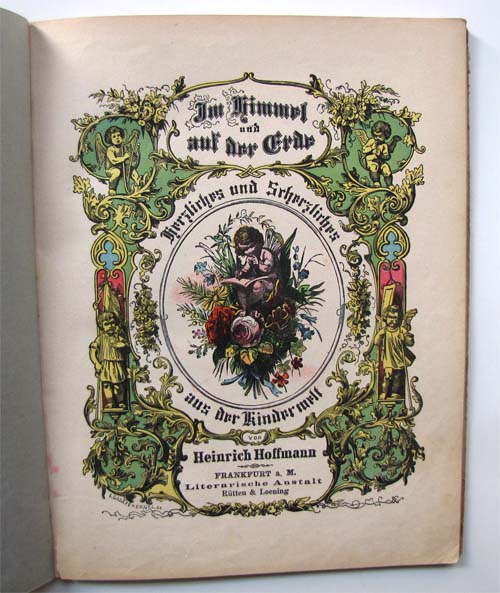 Im Himmel
und
auf der Erde
Herzliches und Scherzliches
aus der Kinderwelt
von
Heinrich Hoffmann
FRANKFURT a. M.
Literarische Anstalt
Rütten & Loening